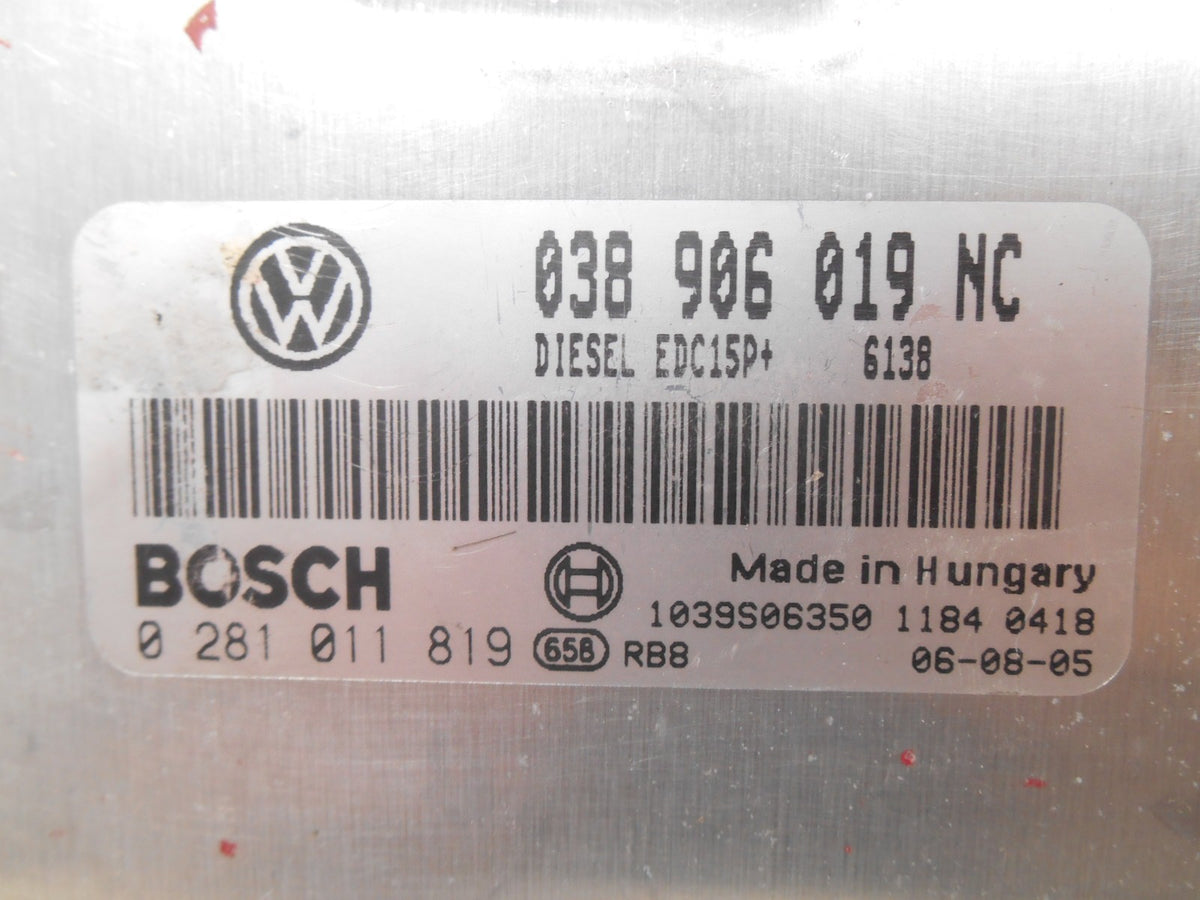 038 906 019 NC
DIESEL EDC15P+ 6138
BOSCH
Made in Hungary
1039S06350 1184 0418
0 281 011 819 65B RB8 06-08-05